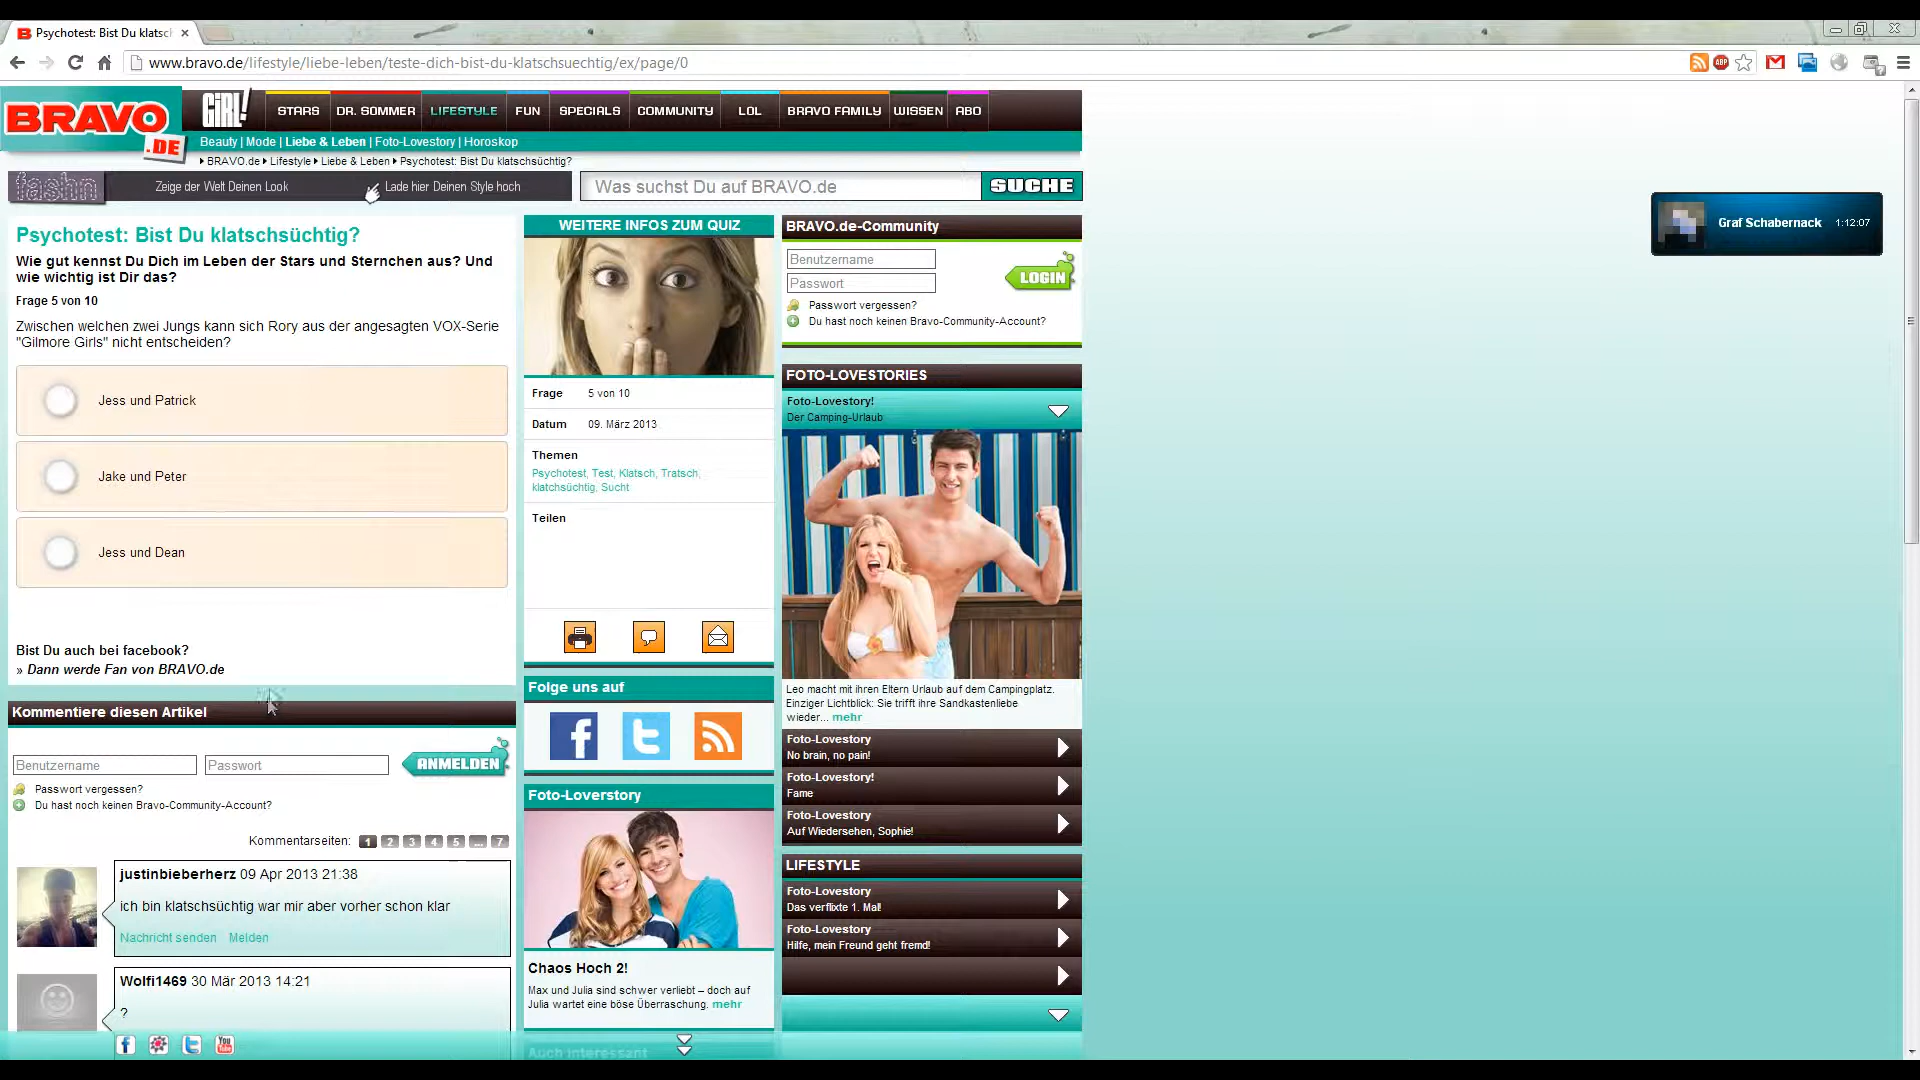 Psychotest: Bist Du klatsc
www.bravo.de/lifestyle/liebe-leben/teste-dich-bist-du-klatschsuechtig/ex/page/0
ABP
BRAVO .DE
GiRL!
STARS
DR. SOMMER
LIFESTYLE
FUN
SPECIALS
COMMUNITY
LOL
BRAVO FAMILY
WISSEN
ABO
Beauty | Mode | Liebe & Leben | Foto-Lovestory | Horoskop
BRAVO.de Lifestyle Liebe & Leben Psychotest: Bist Du klatschsüchtig?
fashn
Zeige der Welt Deinen Look
Lade hier Deinen Style hoch
Was suchst Du auf BRAVO.de
SUCHE
Graf Schabernack 1:12:07
Psychotest: Bist Du klatschsüchtig?
Wie gut kennst Du Dich im Leben der Stars und Sternchen aus? Und
wie wichtig ist Dir das?
Frage 5 von 10
Zwischen welchen zwei Jungs kann sich Rory aus der angesagten VOX-Serie
"Gilmore Girls" nicht entscheiden?
Jess und Patrick
Jake und Peter
Jess und Dean
Bist Du auch bei facebook?
» Dann werde Fan von BRAVO.de
Kommentiere diesen Artikel
Benutzername
Passwort
ANMELDEN
Passwort vergessen?
Du hast noch keinen Bravo-Community-Account?
Kommentarseiten: 1 2 3 4 5 ... 7
justinbieberherz 09 Apr 2013 21:38
ich bin klatschsüchtig war mir aber vorher schon klar
Nachricht senden Melden
Wolfi1469 30 Mär 2013 14:21
?
You Tube
WEITERE INFOS ZUM QUIZ
Frage 5 von 10
Datum 09. März 2013
Themen
Psychotest, Test, Klatsch, Tratsch,
klatchsüchtig, Sucht
Teilen
Folge uns auf
Foto-Loverstory
Chaos Hoch 2!
Max und Julia sind schwer verliebt – doch auf
Julia wartet eine böse Überraschung. mehr
Auch interessant
BRAVO.de-Community
Benutzername
Passwort
LOGIN
Passwort vergessen?
Du hast noch keinen Bravo-Community-Account?
FOTO-LOVESTORIES
Foto-Lovestory!
Der Camping-Urlaub
Leo macht mit ihren Eltern Urlaub auf dem Campingplatz.
Einziger Lichtblick: Sie trifft ihre Sandkastenliebe
wieder... mehr
Foto-Lovestory
No brain, no pain!
Foto-Lovestory!
Fame
Foto-Lovestory
Auf Wiedersehen, Sophie!
LIFESTYLE
Foto-Lovestory
Das verflixte 1. Mal!
Foto-Lovestory
Hilfe, mein Freund geht fremd!